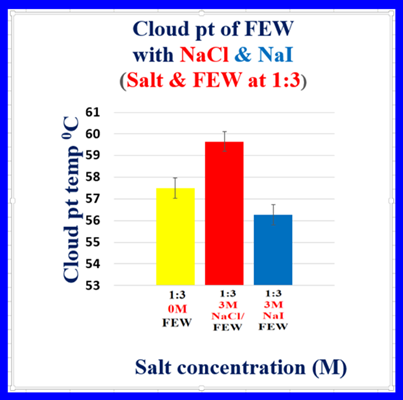 Cloud pt of FEW
with NaCl & NaI
(Salt & FEW at 1:3)
Cloud pt temp ⁰C
61
60
59
58
57
56
55
54
53
1:3 1:3 1:3
0M 3M 3M
FEW NaCl/ NaI
FEW FEW
Salt concentration (M)